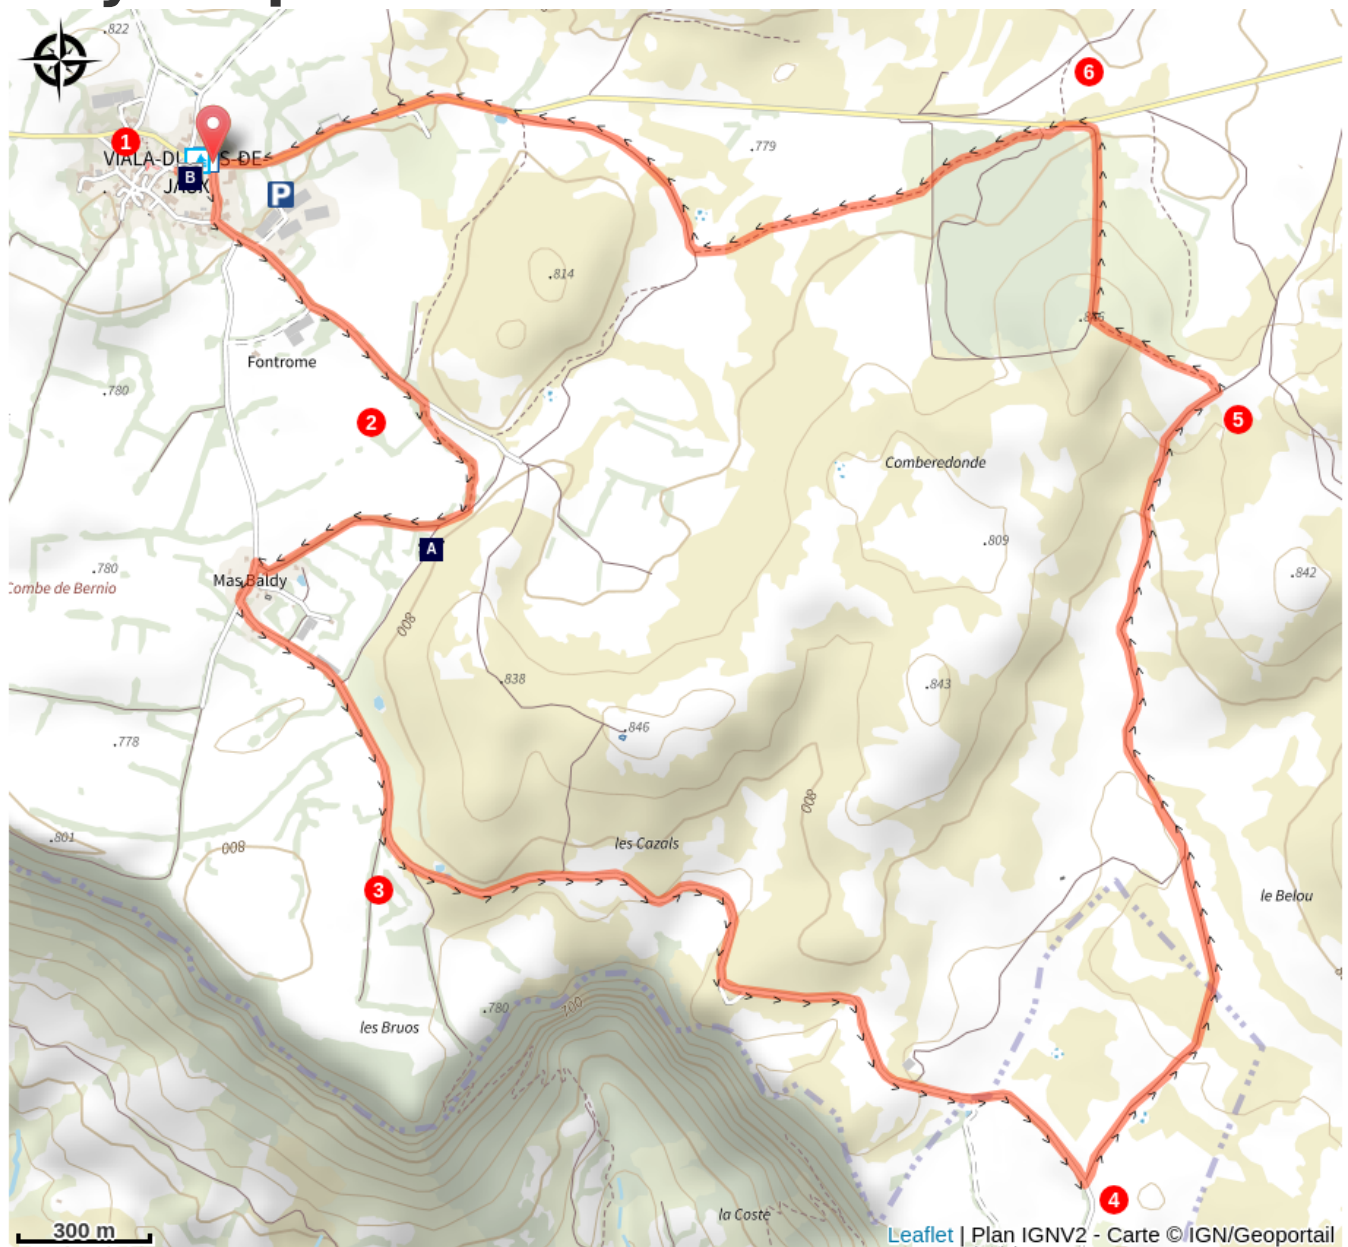 .822
6
1
VIALA-DU-PAS-DE-
JAUX
B
P
.779
.814
.816
Fontrome
.780
2
5
Comberedonde
A
.809
.780
Mas Baldy
Combe de Bernio
.842
800
.838
.843
.846
.778
800
.801
800
les Cazals
3
le Belou
.780
700
les Bruos
4
la Coste
300 m
Leaflet | Plan IGNV2 - Carte © IGN/Geoportail